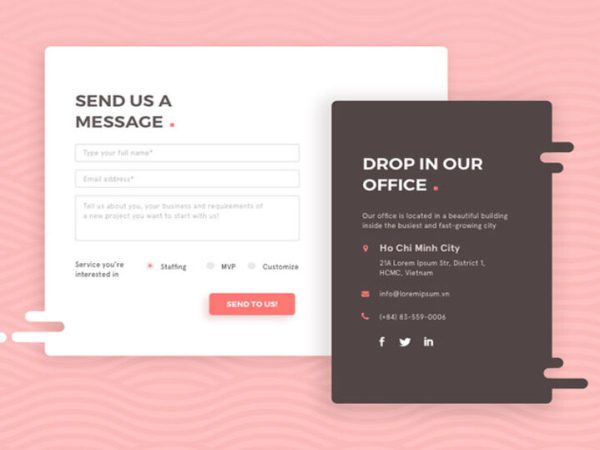 SEND US A
MESSAGE .
Type your full name*
Email address*
Tell us about you, your business and requirements of
a new project you want to start with us!
Service you're
interested in
Staffing
MVP
Customize
SEND TO US!
DROP IN OUR
OFFICE .
Our office is located in a beautiful building
inside the busiest and fast-growing city
Ho Chi Minh City
21A Lorem Ipsum Str, District 1,
HCMC, Vietnam
info@loremipsum.vn
(+84) 83-559-0006
f
in